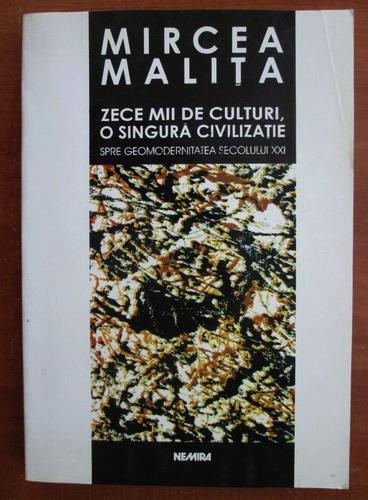 MIRCEA
MALIȚA
ZECE MII DE CULTURI,
O SINGURĂ CIVILIZAȚIE
SPRE GEOMODERNITATEA SECOLULUI XXI
NEMIRA